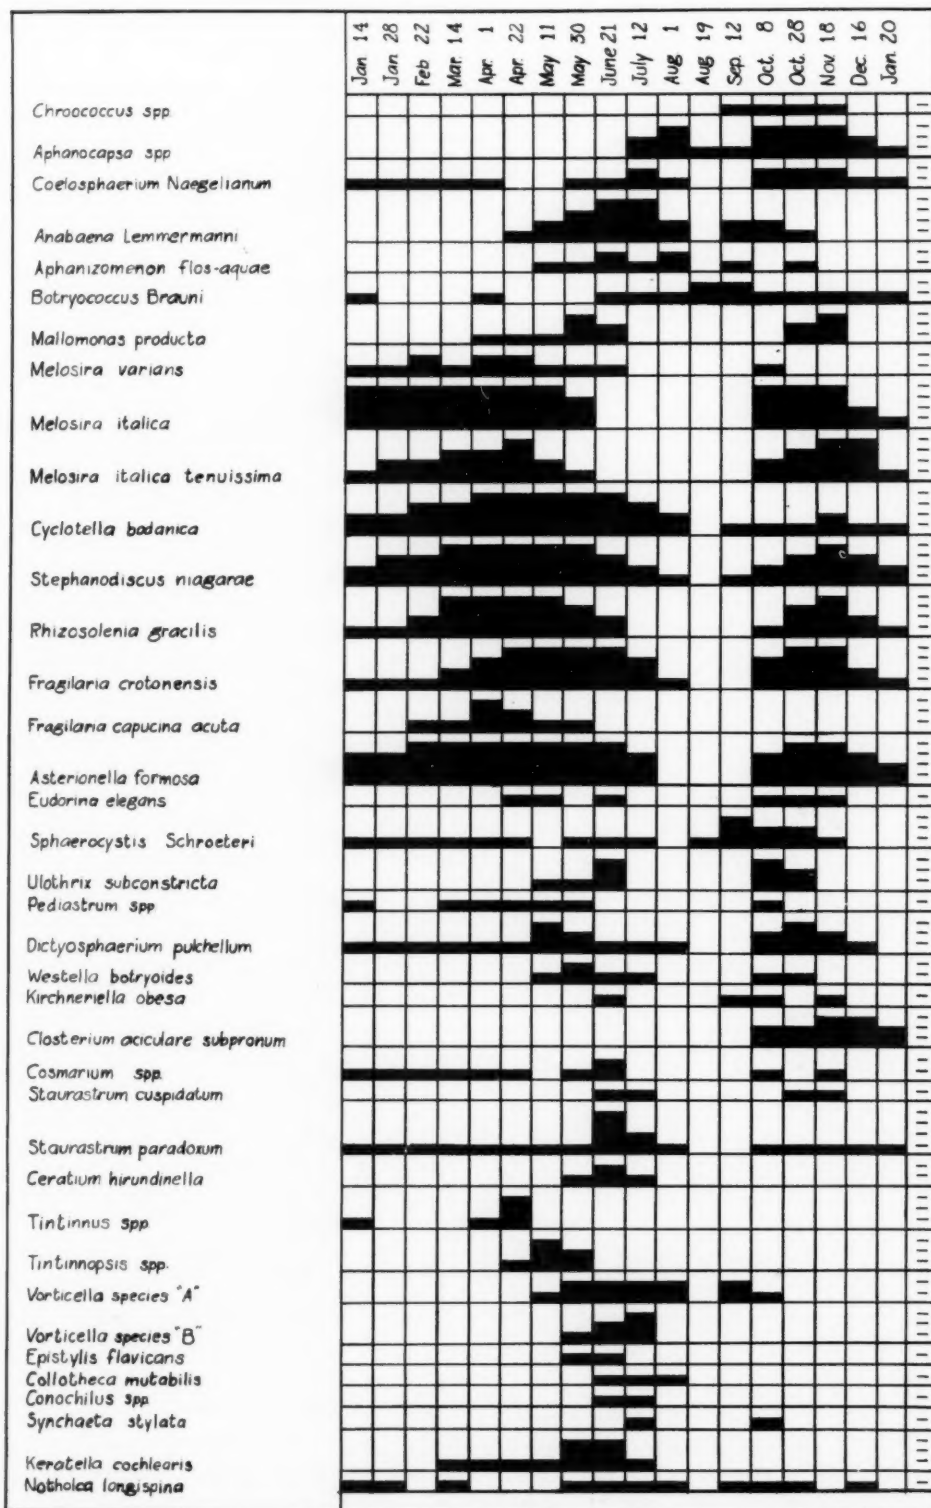 Jan 14
Jan 28
Feb 22
Mar. 14
Apr. 1
Apr. 22
May 11
May 30
June 21
July 12
Aug 1
Aug 19
Sep. 12
Oct. 8
Oct. 28
Nov. 18
Dec. 16
Jan. 20
Chroococcus spp
Aphanocapsa spp
Coelosphaerium Naegelianum
Anabaena Lemmermanni
Aphanizomenon flos-aquae
Botryococcus Brauni
Mallomonas producta
Melosira varians
Melosira italica
Melosira italica tenuissima
Cyclotella bodanica
Stephanodiscus niagarae
Rhizosolenia gracilis
Fragilaria crotonensis
Fragilaria capucina acuta
Asterionella formosa
Eudorina elegans
Sphaerocystis Schroeteri
Ulothrix subconstricta
Pediastrum spp
Dictyosphaerium pulchellum
Westella botryoides
Kirchneriella obesa
Closterium aciculare subpronum
Cosmarium spp.
Staurastrum cuspidatum
Staurastrum paradoxum
Ceratium hirundinella
Tintinnus spp
Tintinnopsis spp.
Vorticella species "A"
Vorticella species "B"
Epistylis flavicans
Collotheca mutabilis
Conochilus spp
Synchaeta stylata
Keratella cochlearis
Notholca longispina